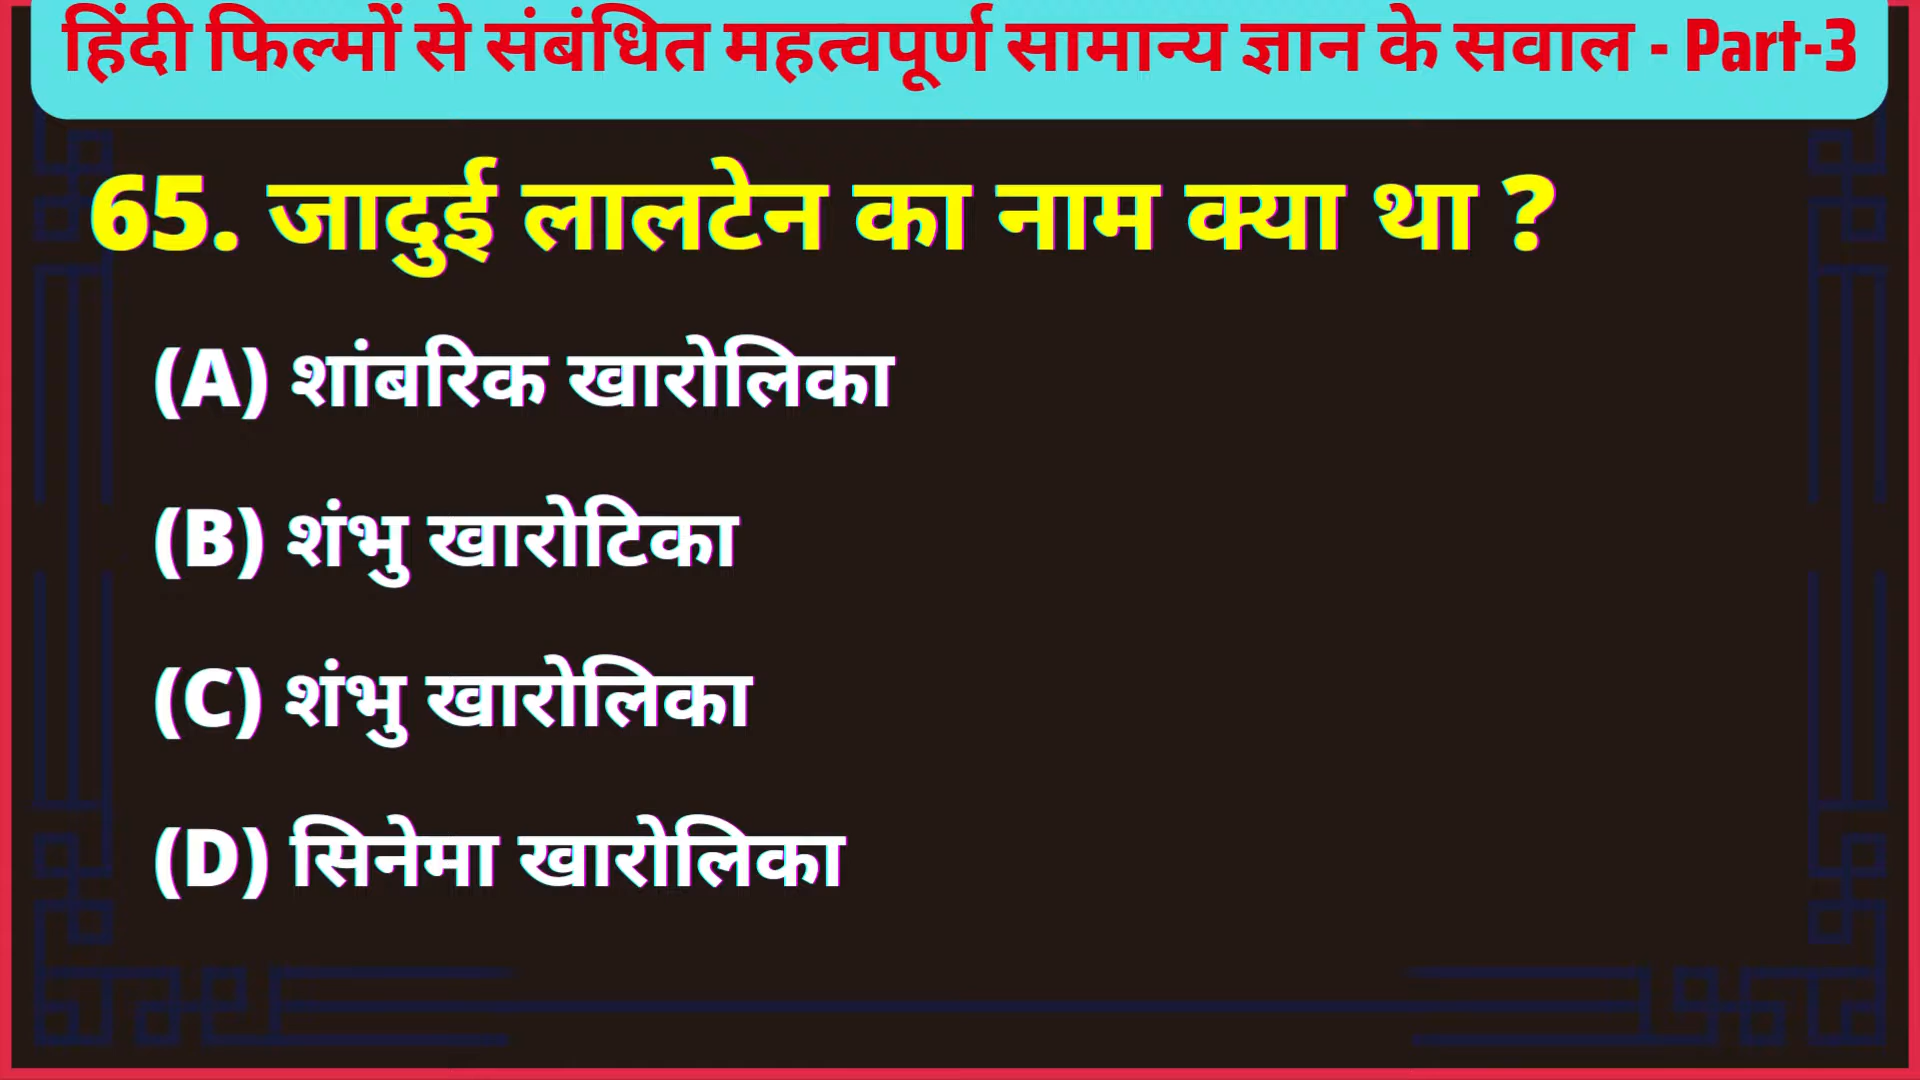 हिंदी फिल्मों से संबंधित महत्वपूर्ण सामान्य ज्ञान के सवाल - Part-3
65. जादुई लालटेन का नाम क्या था ?
(A) शांबरिक खारोलिका
(B) शंभु खारोटिका
(C) शंभु खारोलिका
(D) सिनेमा खारोलिका